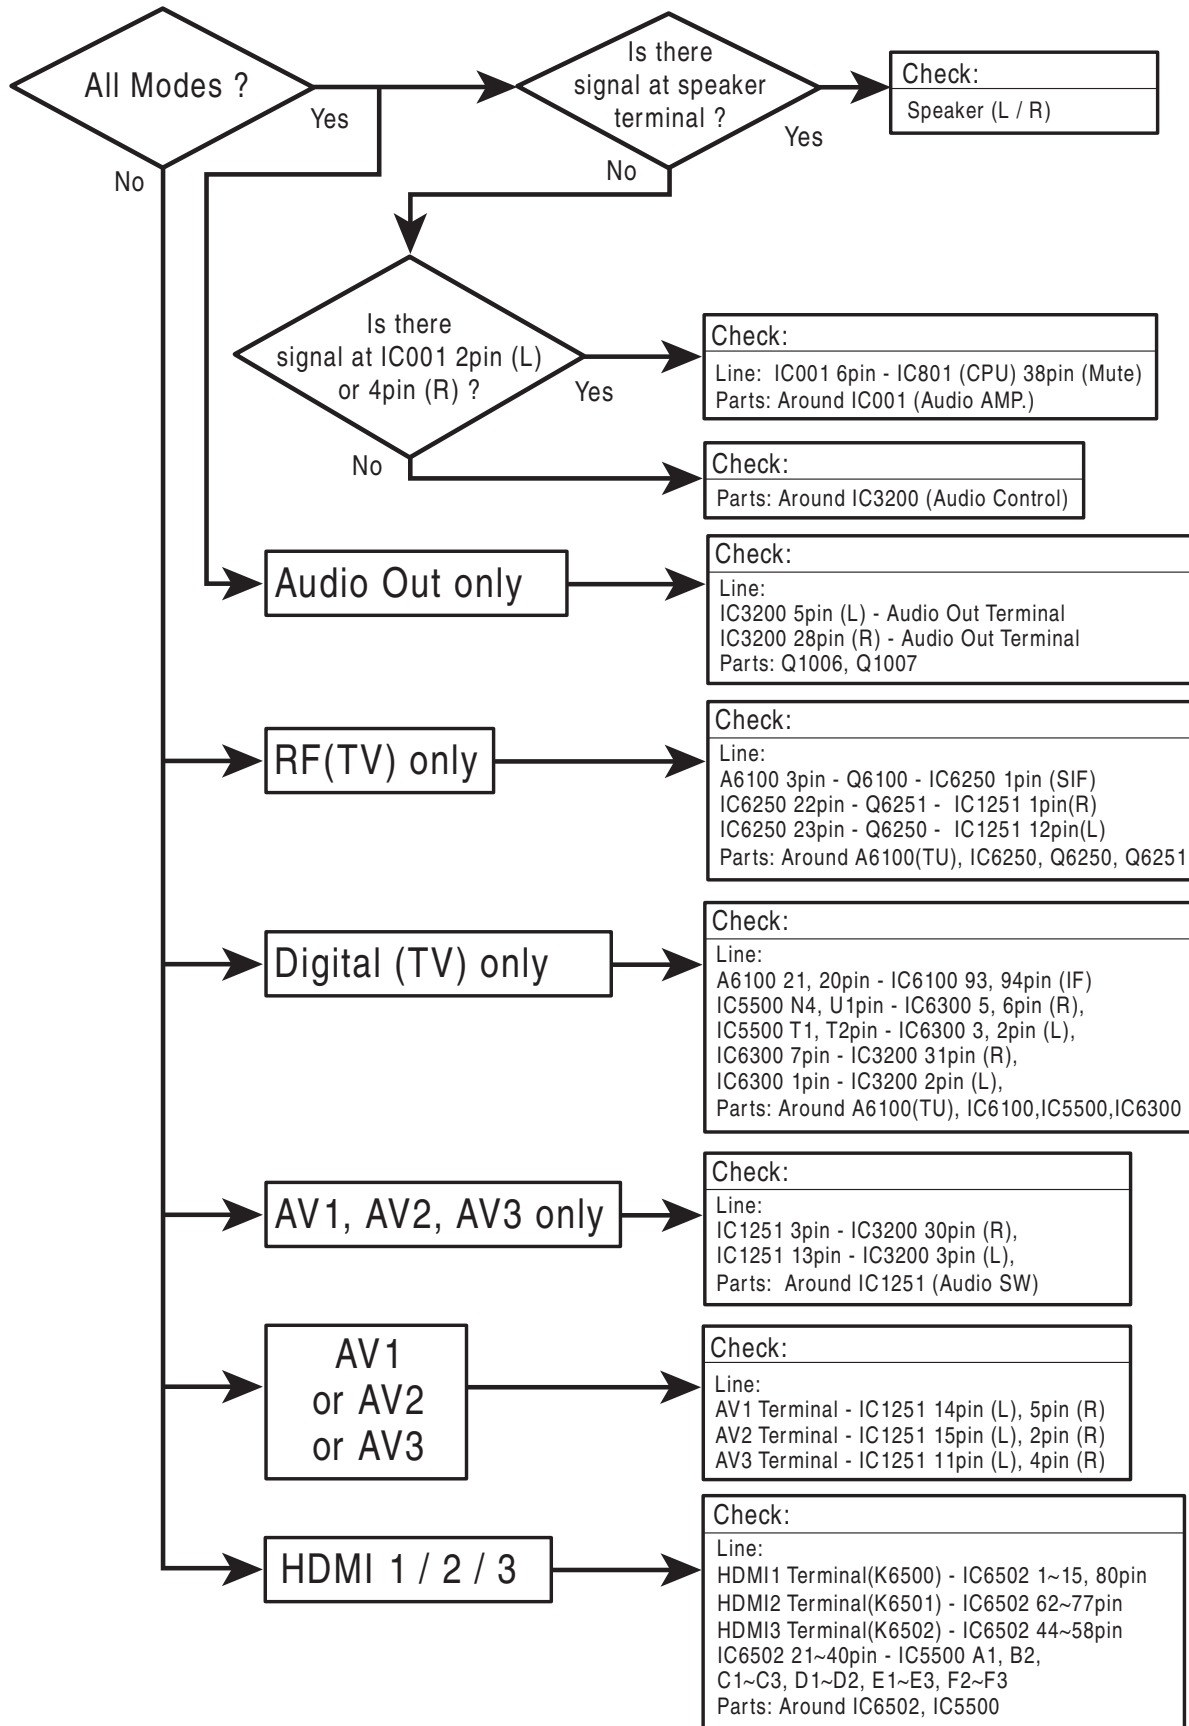 All Modes ?
Yes
No
Is there
signal at speaker
terminal ?
Yes
No
Check:
Speaker (L / R)
Is there
signal at IC001 2pin (L)
or 4pin (R) ?
Yes
No
Check:
Line:  IC001 6pin - IC801 (CPU) 38pin (Mute)
Parts: Around IC001 (Audio AMP.)
Check:
Parts: Around IC3200 (Audio Control)
Audio Out only
Check:
Line:
IC3200 5pin (L) - Audio Out Terminal
IC3200 28pin (R) - Audio Out Terminal
Parts: Q1006, Q1007
RF(TV) only
Check:
Line:
A6100 3pin - Q6100 - IC6250 1pin (SIF)
IC6250 22pin - Q6251 -  IC1251 1pin(R)
IC6250 23pin - Q6250 -  IC1251 12pin(L)
Parts: Around A6100(TU), IC6250, Q6250, Q6251
Digital (TV) only
Check:
Line:
A6100 21, 20pin - IC6100 93, 94pin (IF)
IC5500 N4, U1pin - IC6300 5, 6pin (R),
IC5500 T1, T2pin - IC6300 3, 2pin (L),
IC6300 7pin - IC3200 31pin (R),
IC6300 1pin - IC3200 2pin (L),
Parts: Around A6100(TU), IC6100,IC5500,IC6300
AV1, AV2, AV3 only
Check:
Line:
IC1251 3pin - IC3200 30pin (R),
IC1251 13pin - IC3200 3pin (L),
Parts:  Around IC1251 (Audio SW)
AV1
or AV2
or AV3
Check:
Line:
AV1 Terminal - IC1251 14pin (L), 5pin (R)
AV2 Terminal - IC1251 15pin (L), 2pin (R)
AV3 Terminal - IC1251 11pin (L), 4pin (R)
HDMI 1 / 2 / 3
Check:
Line:
HDMI1 Terminal(K6500) - IC6502 1~15, 80pin
HDMI2 Terminal(K6501) - IC6502 62~77pin
HDMI3 Terminal(K6502) - IC6502 44~58pin
IC6502 21~40pin - IC5500 A1, B2,
C1~C3, D1~D2, E1~E3, F2~F3
Parts: Around IC6502, IC5500